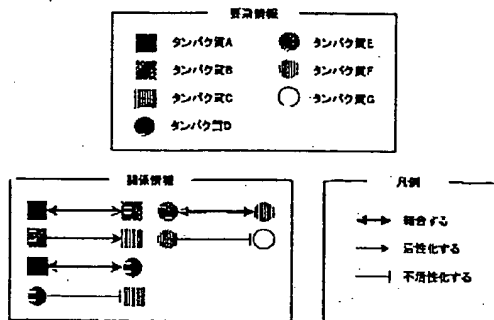 要素情報
タンパク質A
タンパク質B
タンパク質C
タンパク質D
タンパク質E
タンパク質F
タンパク質G
関係情報
凡例
結合する
活性化する
不活性化する